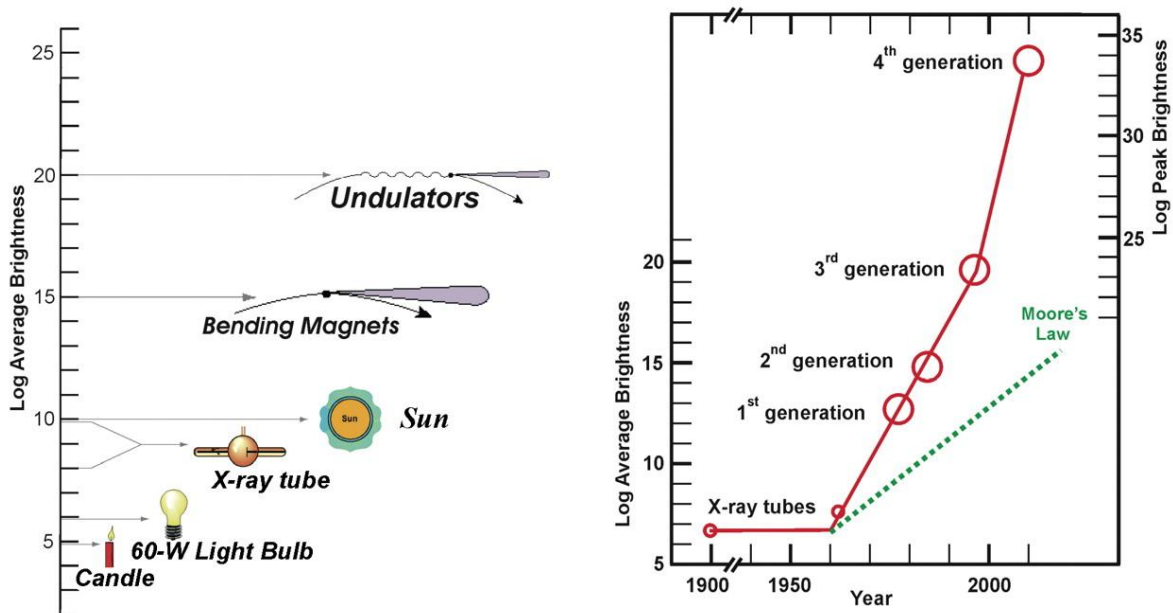 25
20
15
10
5
Log Average Brightness
Undulators
Bending Magnets
Sun
Sun
X-ray tube
60-W Light Bulb
Candle
35
30
25
Log Peak Brightness
4th generation
3rd generation
2nd generation
1st generation
X-ray tubes
Moore's
Law
20
15
10
5
Log Average Brightness
1900
1950
2000
Year